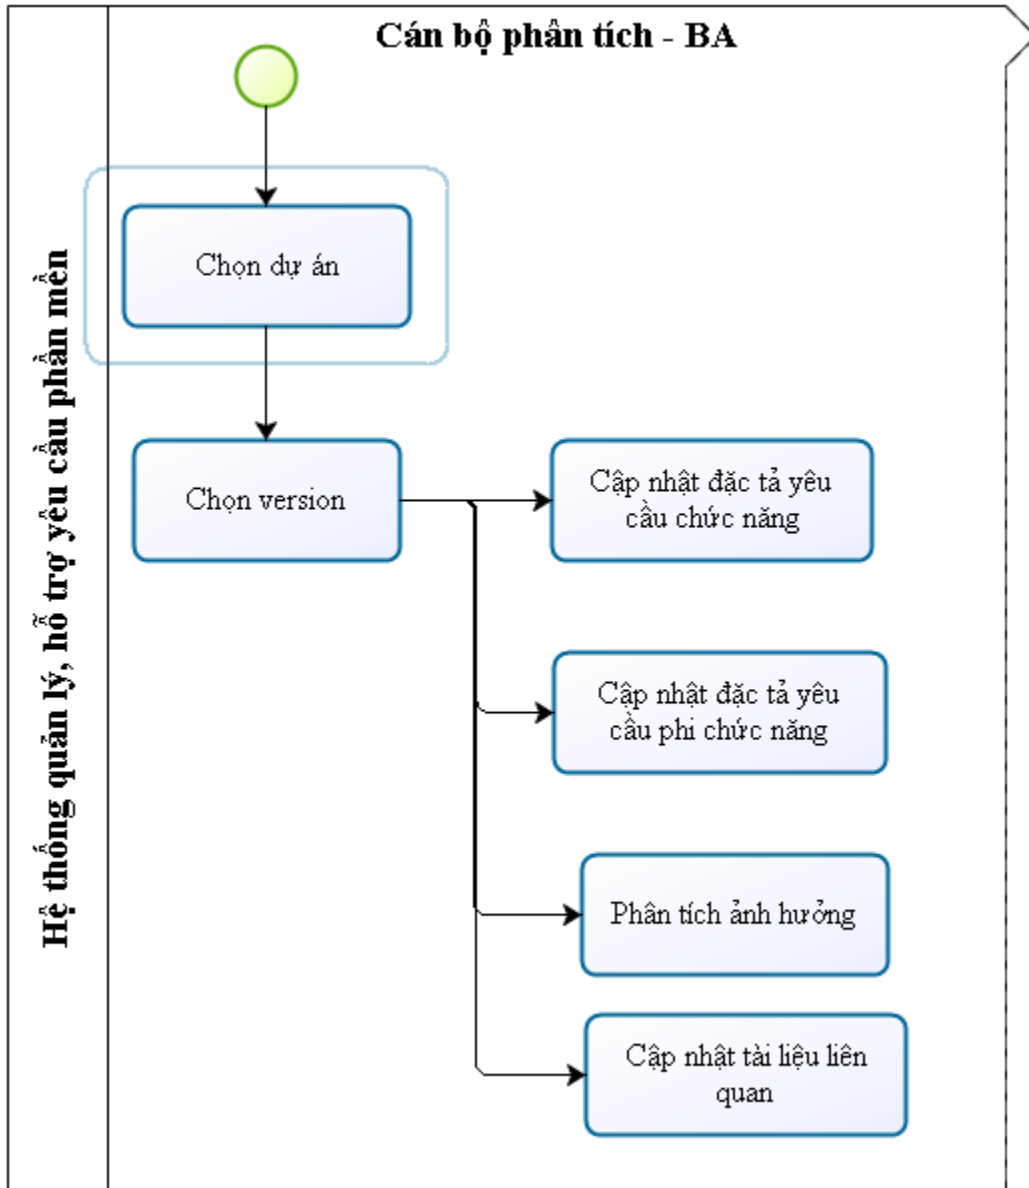 Cán bộ phân tích - BA
Hệ thống quản lý, hỗ trợ yêu cầu phần mền
Chọn dự án
Chọn version
Cập nhật đặc tả yêu
cầu chức năng
Cập nhật đặc tả yêu
cầu phi chức năng
Phân tích ảnh hưởng
Cập nhật tài liệu liên
quan